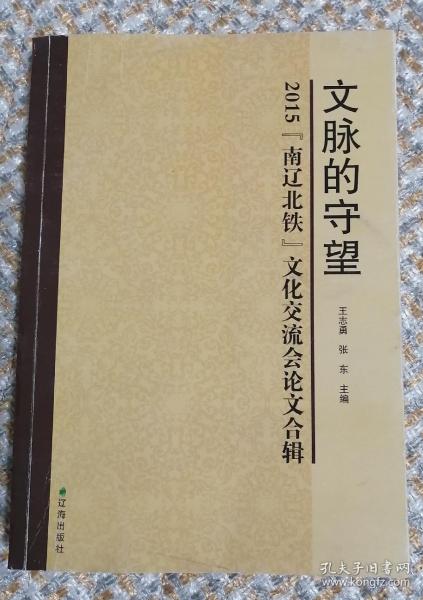 文脉的守望
2015『南辽北铁』文化交流会论文合辑
王志勇 张东 主编
辽海出版社
孔夫子旧书网
www.kongfz.com